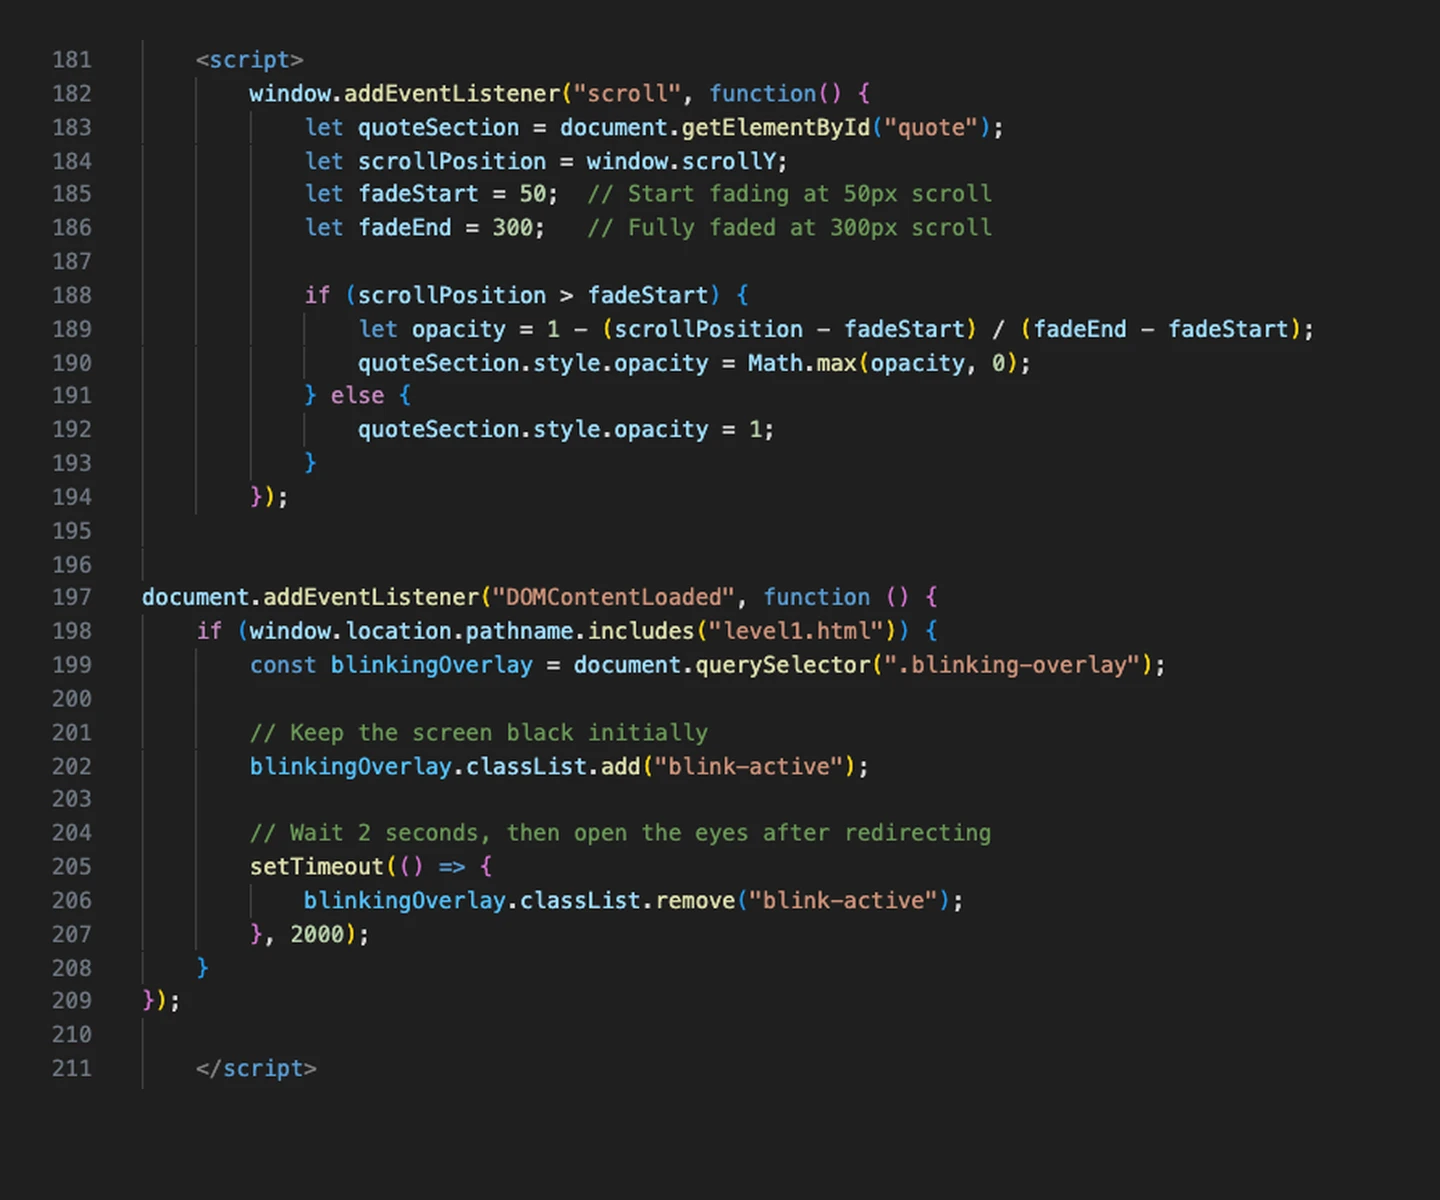 181 <script>
182 window.addEventListener("scroll", function() {
183 let quoteSection = document.getElementById("quote");
184 let scrollPosition = window.scrollY;
185 let fadeStart = 50;  // Start fading at 50px scroll
186 let fadeEnd = 300;   // Fully faded at 300px scroll
187
188 if (scrollPosition > fadeStart) {
189 let opacity = 1 - (scrollPosition - fadeStart) / (fadeEnd - fadeStart);
190 quoteSection.style.opacity = Math.max(opacity, 0);
191 } else {
192 quoteSection.style.opacity = 1;
193 }
194 });
195
196
197 document.addEventListener("DOMContentLoaded", function () {
198 if (window.location.pathname.includes("level1.html")) {
199 const blinkingOverlay = document.querySelector(".blinking-overlay");
200
201 // Keep the screen black initially
202 blinkingOverlay.classList.add("blink-active");
203
204 // Wait 2 seconds, then open the eyes after redirecting
205 setTimeout(() => {
206 blinkingOverlay.classList.remove("blink-active");
207 }, 2000);
208 }
209 });
210
211 </script>